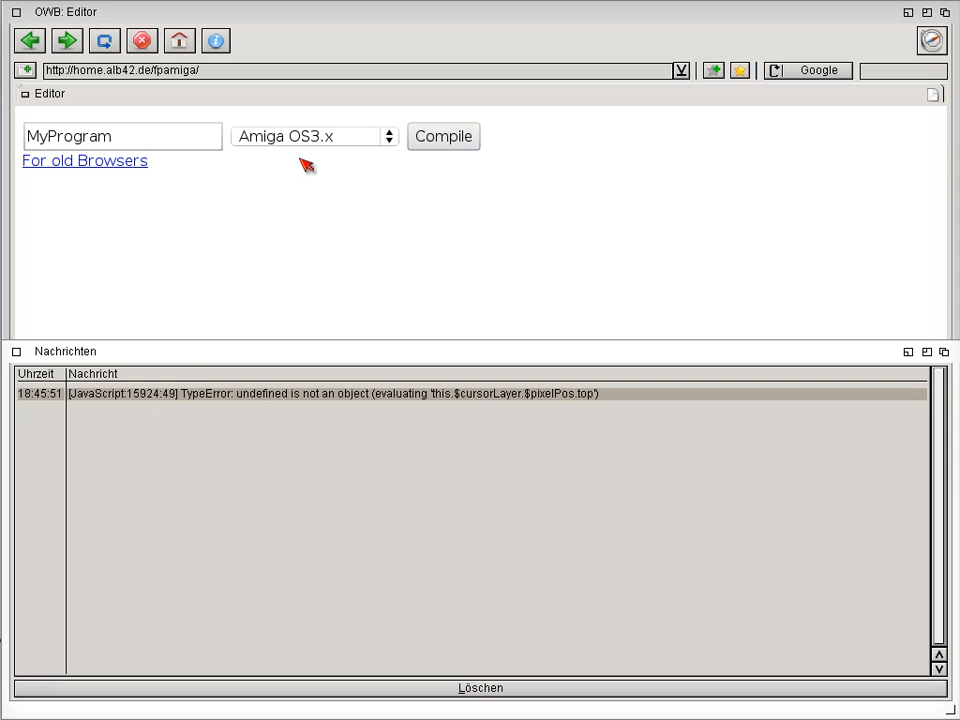 OWB: Editor
http://home.alb42.de/fpamiga/
Google
Editor
MyProgram
Amiga OS3.x
Compile
For old Browsers
Nachrichten
Uhrzeit Nachricht
18:45:51 [JavaScript:15924:49] TypeError: undefined is not an object (evaluating 'this.$cursorLayer.$pixelPos.top')
Löschen